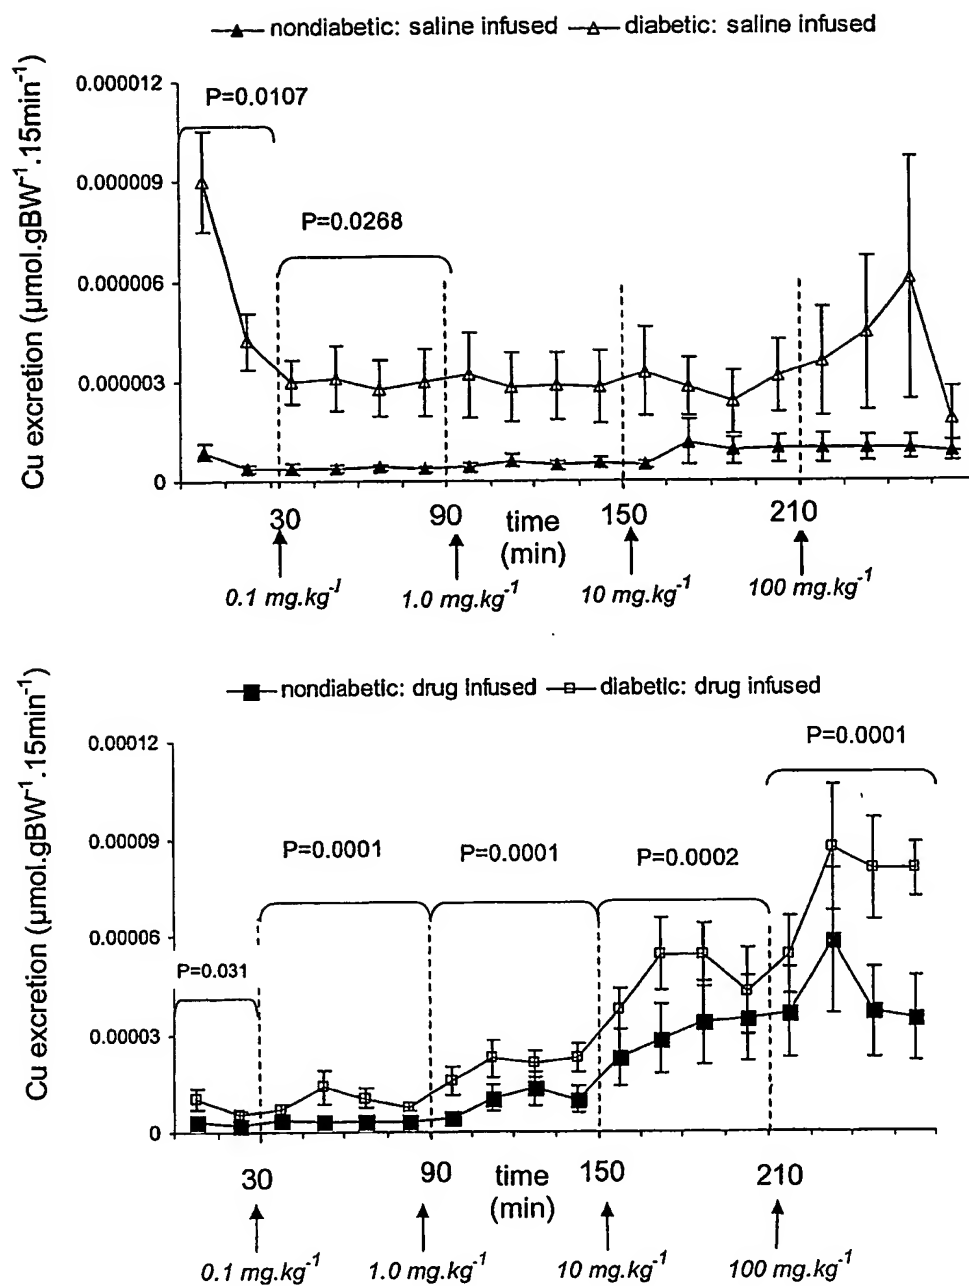 nondiabetic: saline infused diabetic: saline infused
Cu excretion (µmol.gBW⁻¹.15min⁻¹)
0.000012
P=0.0107
0.000009
P=0.0268
0.000006
0.000003
0
30 90 time 150 210
(min)
0.1 mg.kg⁻¹ 1.0 mg.kg⁻¹ 10 mg.kg⁻¹ 100 mg.kg⁻¹
nondiabetic: drug infused diabetic: drug infused
Cu excretion (µmol.gBW⁻¹.15min⁻¹)
0.00012
P=0.0001
0.00009
P=0.0001 P=0.0001 P=0.0002
0.00006
P=0.031
0.00003
0
30 90 time 150 210
(min)
0.1 mg.kg⁻¹ 1.0 mg.kg⁻¹ 10 mg.kg⁻¹ 100 mg.kg⁻¹